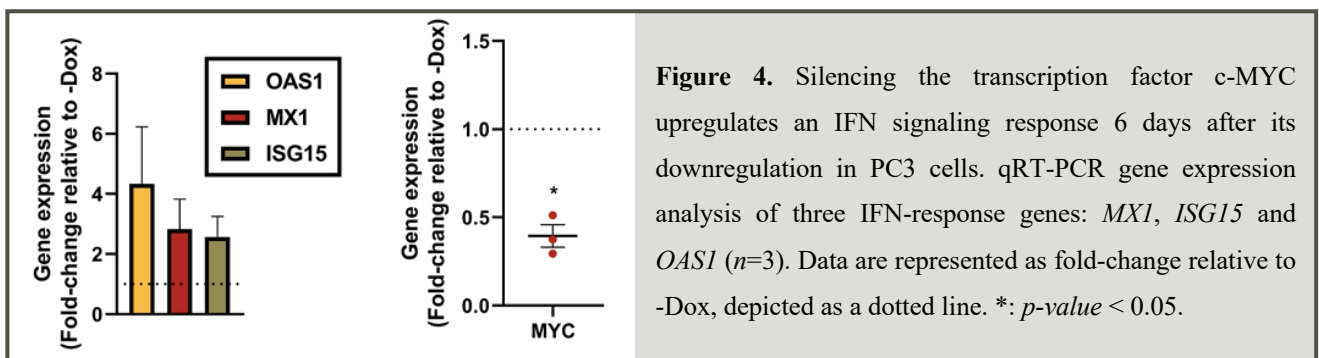 Gene expression
(Fold-change relative to -Dox)
8
6
4
2
0
OAS1
MX1
ISG15
Gene expression
(Fold-change relative to -Dox)
1.5
1.0
0.5
0.0
*
MYC
Figure 4. Silencing the transcription factor c-MYC
upregulates an IFN signaling response 6 days after its
downregulation in PC3 cells. qRT-PCR gene expression
analysis of three IFN-response genes: MX1, ISG15 and
OAS1 (n=3). Data are represented as fold-change relative to
-Dox, depicted as a dotted line. *: p-value < 0.05.